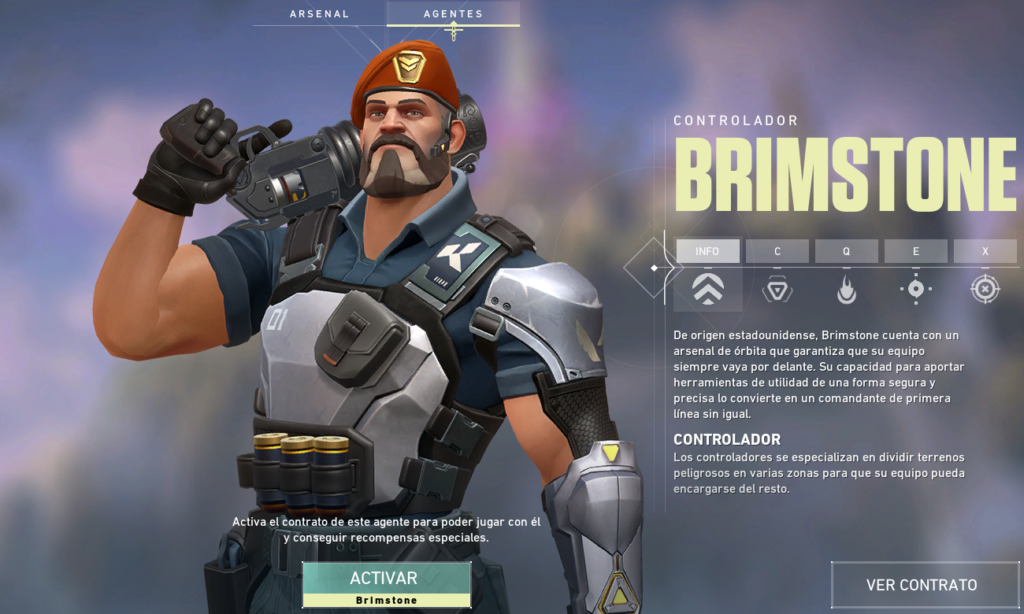 ARSENAL
AGENTES
CONTROLADOR
BRIMSTONE
INFO
C
Q
E
X
De origen estadounidense, Brimstone cuenta con un
arsenal de órbita que garantiza que su equipo
siempre vaya por delante. Su capacidad para aportar
herramientas de utilidad de una forma segura y
precisa lo convierte en un comandante de primera
línea sin igual.
CONTROLADOR
Los controladores se especializan en dividir terrenos
peligrosos en varias zonas para que su equipo pueda
encargarse del resto.
01
Activa el contrato de este agente para poder jugar con él
y conseguir recompensas especiales.
ACTIVAR
Brimstone
VER CONTRATO